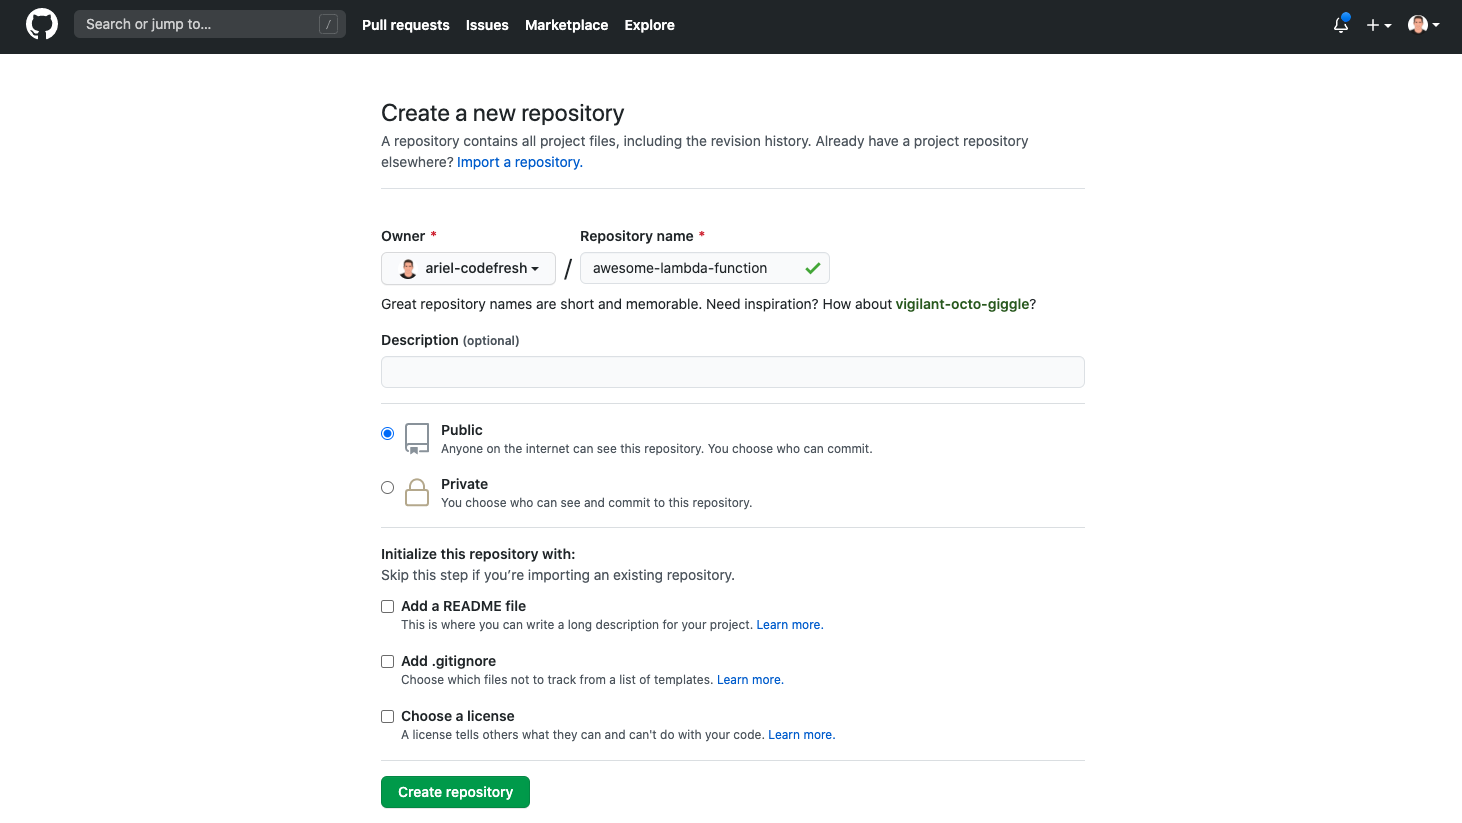 Search or jump to... /
Pull requests Issues Marketplace Explore
Create a new repository
A repository contains all project files, including the revision history. Already have a project repository
elsewhere? Import a repository.
Owner * Repository name *
ariel-codefresh / awesome-lambda-function
Great repository names are short and memorable. Need inspiration? How about vigilant-octo-giggle?
Description (optional)
Public
Anyone on the internet can see this repository. You choose who can commit.
Private
You choose who can see and commit to this repository.
Initialize this repository with:
Skip this step if you’re importing an existing repository.
Add a README file
This is where you can write a long description for your project. Learn more.
Add .gitignore
Choose which files not to track from a list of templates. Learn more.
Choose a license
A license tells others what they can and can't do with your code. Learn more.
Create repository